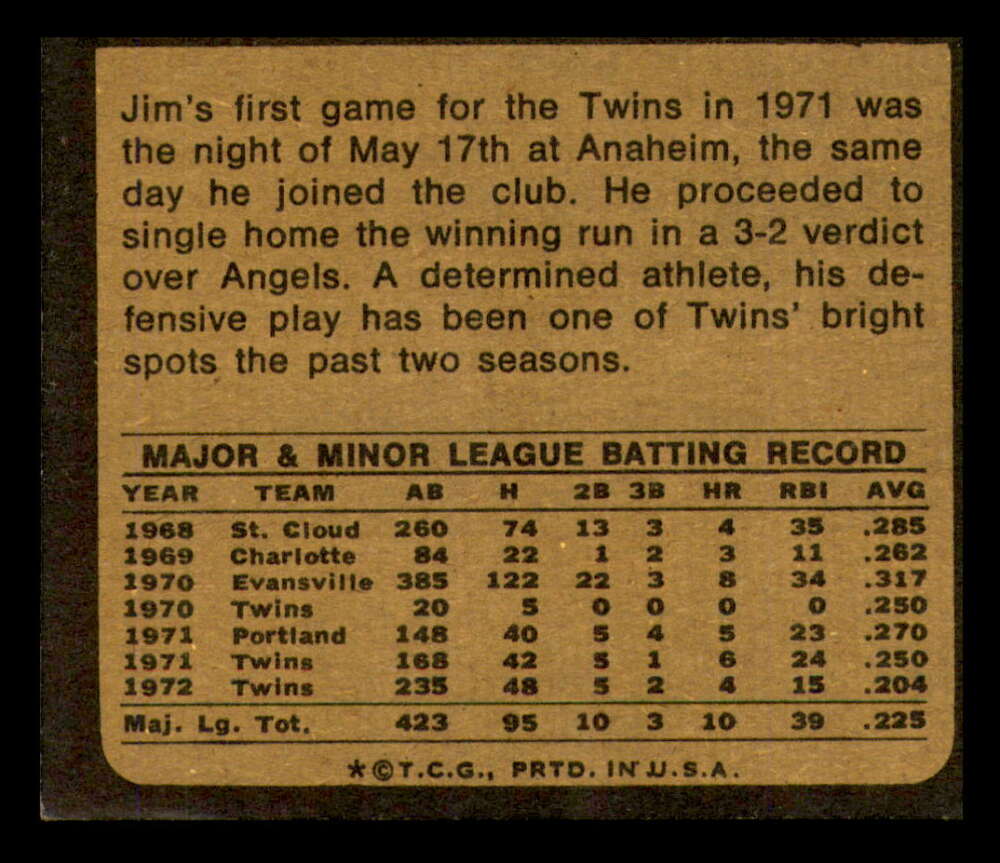 Jim's first game for the Twins in 1971 was
the night of May 17th at Anaheim, the same
day he joined the club. He proceeded to
single home the winning run in a 3-2 verdict
over Angels. A determined athlete, his de-
fensive play has been one of Twins' bright
spots the past two seasons.
MAJOR & MINOR LEAGUE BATTING RECORD
YEAR TEAM AB H 2B 3B HR RBI AVG
1968 St. Cloud 260 74 13 3 4 35 .285
1969 Charlotte 84 22 1 2 3 11 .262
1970 Evansville 385 122 22 3 8 34 .317
1970 Twins 20 5 0 0 0 0 .250
1971 Portland 148 40 5 4 5 23 .270
1971 Twins 168 42 5 1 6 24 .250
1972 Twins 235 48 5 2 4 15 .204
Maj. Lg. Tot. 423 95 10 3 10 39 .225
*©T.C.G., PRTD. IN U.S.A.